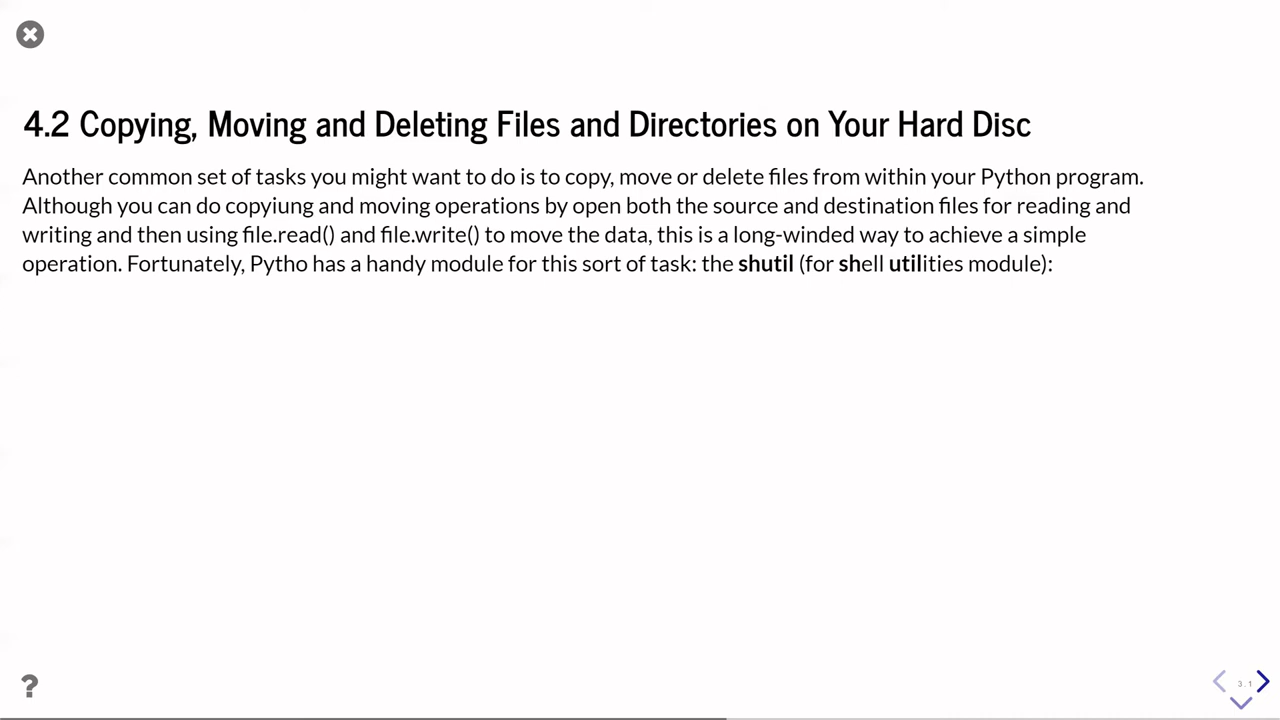 4.2 Copying, Moving and Deleting Files and Directories on Your Hard Disc
Another common set of tasks you might want to do is to copy, move or delete files from within your Python program.
Although you can do copyiung and moving operations by open both the source and destination files for reading and
writing and then using file.read() and file.write() to move the data, this is a long-winded way to achieve a simple
operation. Fortunately, Pytho has a handy module for this sort of task: the shutil (for shell utilities module):
?
3.1